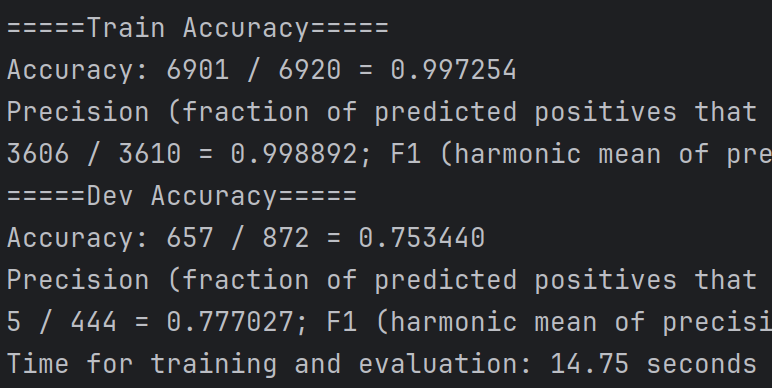 =====Train Accuracy=====
Accuracy: 6901 / 6920 = 0.997254
Precision (fraction of predicted positives that
3606 / 3610 = 0.998892; F1 (harmonic mean of pre
=====Dev Accuracy=====
Accuracy: 657 / 872 = 0.753440
Precision (fraction of predicted positives that
5 / 444 = 0.777027; F1 (harmonic mean of precisi
Time for training and evaluation: 14.75 seconds